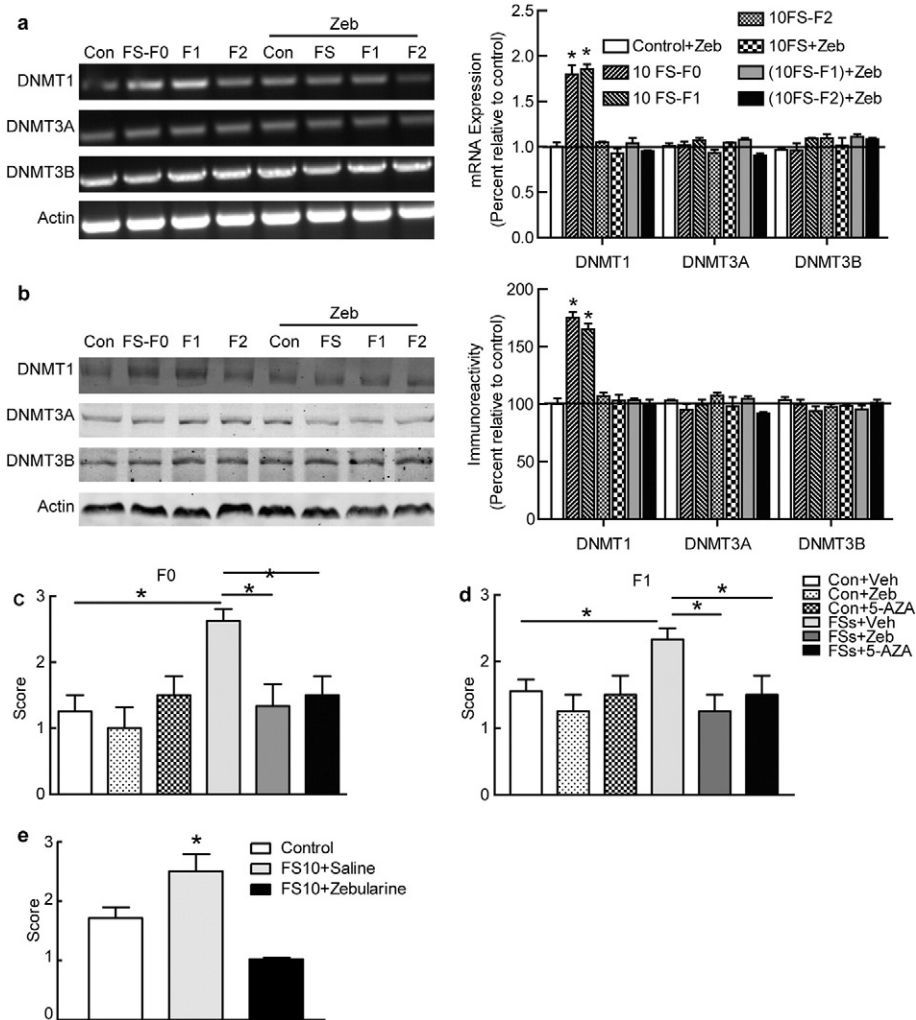 a
Zeb
Con FS-F0 F1 F2 Con FS F1 F2
DNMT1
DNMT3A
DNMT3B
Actin
2.5
2.0
1.5
1.0
0.5
0.0
mRNA Expression
(Percent relative to control)
* *
Control+Zeb
10 FS-F0
10 FS-F1
10FS-F2
10FS+Zeb
(10FS-F1)+Zeb
(10FS-F2)+Zeb
DNMT1 DNMT3A DNMT3B
b
Zeb
Con FS-F0 F1 F2 Con FS F1 F2
DNMT1
DNMT3A
DNMT3B
Actin
200
150
100
50
0
Immunoreactivity
(Percent relative to control)
* *
DNMT1 DNMT3A DNMT3B
c
F0
3
2
1
0
Score
* * *
d
F1
3
2
1
0
Score
* * *
Con+Veh
Con+Zeb
Con+5-AZA
FSs+Veh
FSs+Zeb
FSs+5-AZA
e
3
2
1
0
Score
*
Control
FS10+Saline
FS10+Zebularine